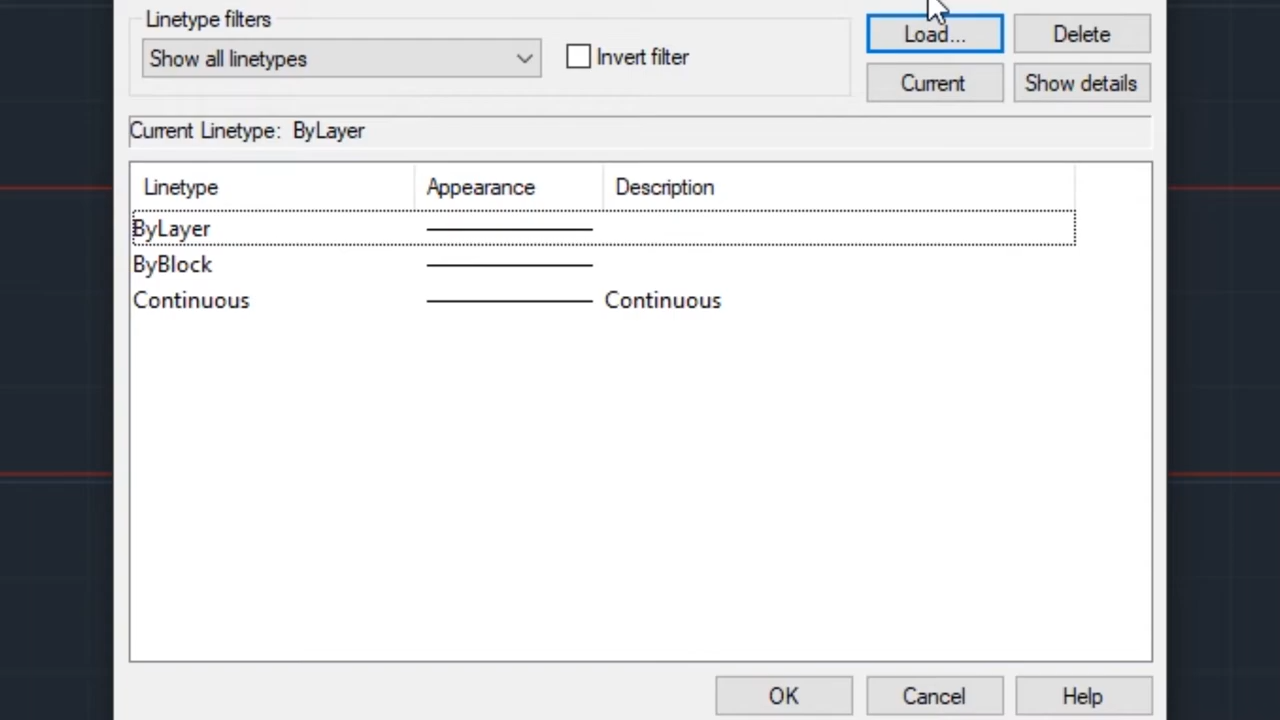 Linetype filters
Show all linetypes
Invert filter
Load...
Delete
Current
Show details
Current Linetype: ByLayer
Linetype Appearance Description
ByLayer
ByBlock
Continuous Continuous
OK Cancel Help